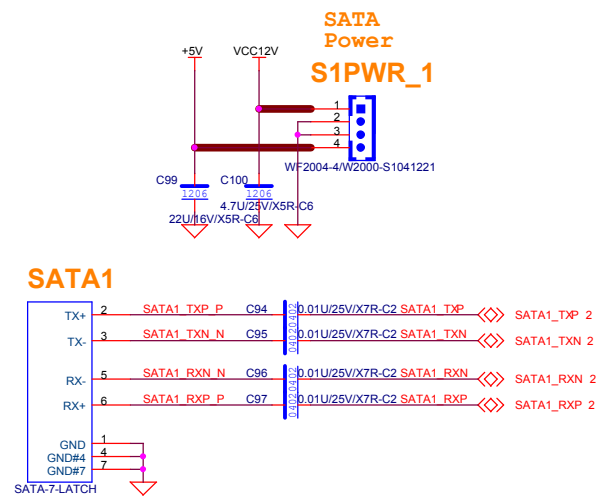 SATA
Power
S1PWR_1
+5V
VCC12V
1
2
3
4
WF2004-4/W2000-S1041221
C99
1206
22U/16V/X5R-C6
C100
1206
4.7U/25V/X5R-C6
SATA1
TX+ 2 SATA1_TXP_P C94 0402 0.01U/25V/X7R-C2 SATA1_TXP SATA1_TXP 2
TX- 3 SATA1_TXN_N C95 0402 0.01U/25V/X7R-C2 SATA1_TXN SATA1_TXN 2
RX- 5 SATA1_RXN_N C96 0402 0.01U/25V/X7R-C2 SATA1_RXN SATA1_RXN 2
RX+ 6 SATA1_RXP_P C97 0402 0.01U/25V/X7R-C2 SATA1_RXP SATA1_RXP 2
GND 1
GND#4 4
GND#7 7
SATA-7-LATCH